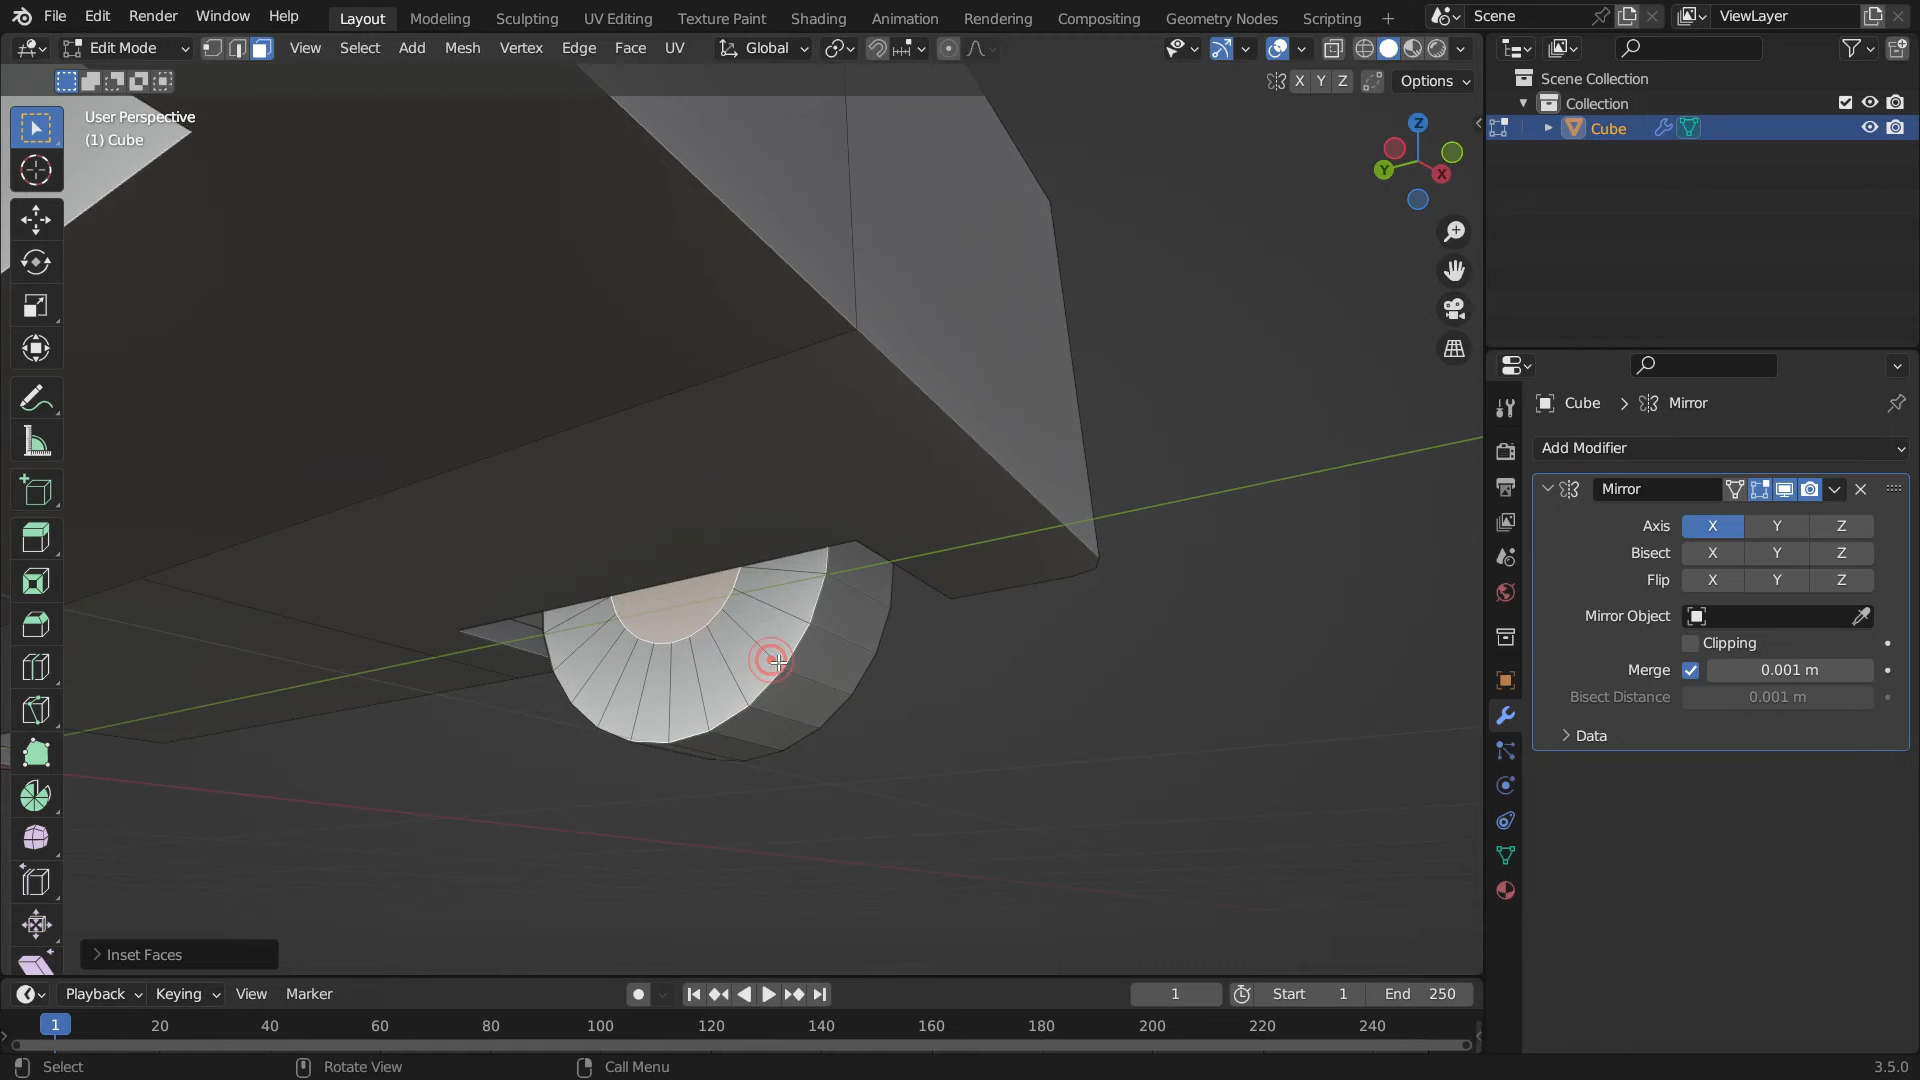 File Edit Render Window Help Layout Modeling Sculpting UV Editing Texture Paint Shading Animation Rendering Compositing Geometry Nodes Scripting + Scene ViewLayer
Edit Mode View Select Add Mesh Vertex Edge Face UV Global
X Y Z Options
User Perspective
(1) Cube
Z
Y
X
Scene Collection
Collection
Cube
Cube > Mirror
Add Modifier
Mirror
Axis X Y Z
Bisect X Y Z
Flip X Y Z
Mirror Object
Clipping
Merge 0.001 m
Bisect Distance 0.001 m
Data
Inset Faces
Playback Keying View Marker 1 Start 1 End 250
1 20 40 60 80 100 120 140 160 180 200 220 240
Select Rotate View Call Menu 3.5.0